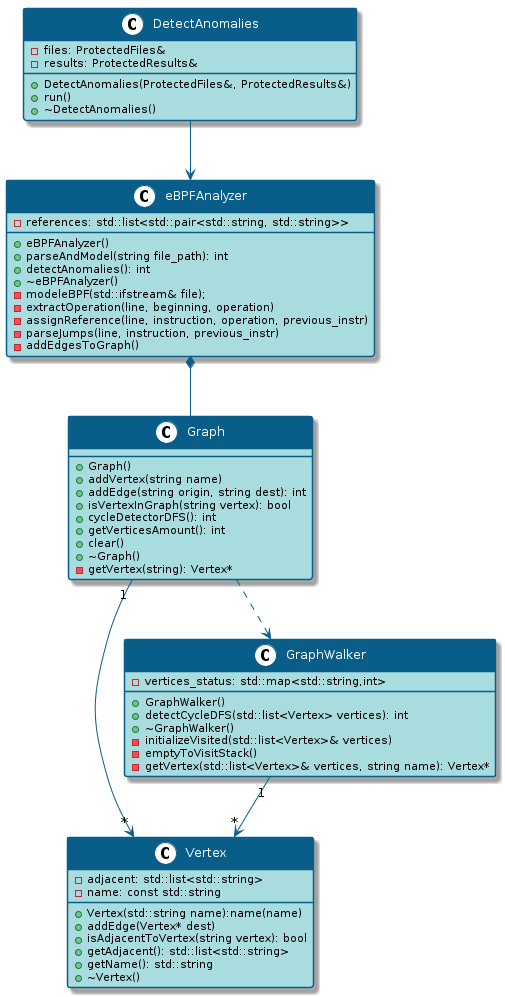 C DetectAnomalies
files: ProtectedFiles&
results: ProtectedResults&
DetectAnomalies(ProtectedFiles&, ProtectedResults&)
run()
~DetectAnomalies()
C eBPFAnalyzer
references: std::list<std::pair<std::string, std::string>>
eBPFAnalyzer()
parseAndModel(string file_path): int
detectAnomalies(): int
~eBPFAnalyzer()
modeleBPF(std::ifstream& file);
extractOperation(line, beginning, operation)
assignReference(line, instruction, operation, previous_instr)
parseJumps(line, instruction, previous_instr)
addEdgesToGraph()
C Graph
Graph()
addVertex(string name)
addEdge(string origin, string dest): int
isVertexInGraph(string vertex): bool
cycleDetectorDFS(): int
getVerticesAmount(): int
clear()
~Graph()
getVertex(string): Vertex*
1
C GraphWalker
vertices_status: std::map<std::string,int>
GraphWalker()
detectCycleDFS(std::list<Vertex> vertices): int
~GraphWalker()
initializeVisited(std::list<Vertex>& vertices)
emptyToVisitStack()
getVertex(std::list<Vertex>& vertices, string name): Vertex*
1
* *
C Vertex
adjacent: std::list<std::string>
name: const std::string
Vertex(std::string name):name(name)
addEdge(Vertex* dest)
isAdjacentToVertex(string vertex): bool
getAdjacent(): std::list<std::string>
getName(): std::string
~Vertex()